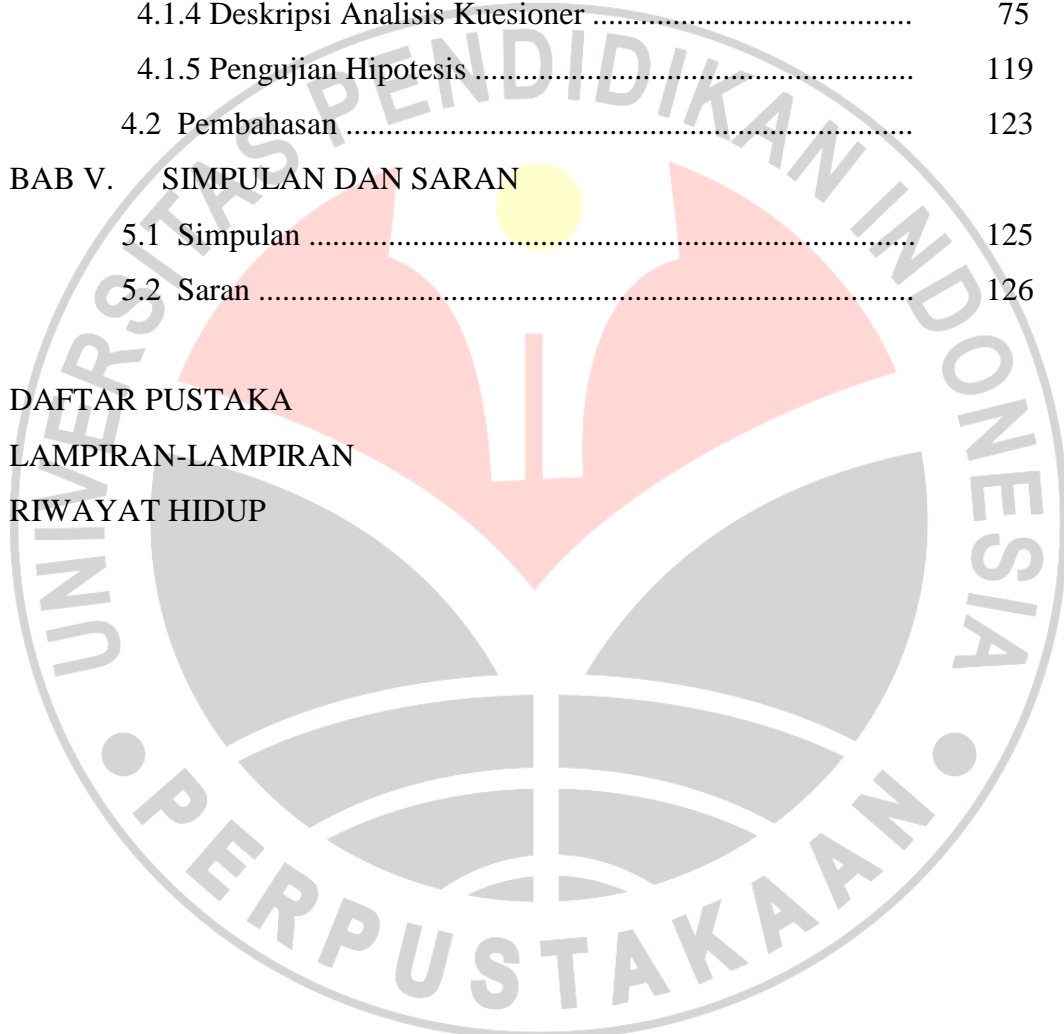 4.1.4 Deskripsi Analisis Kuesioner ........................................ 75
4.1.5 Pengujian Hipotesis ....................................................... 119
4.2 Pembahasan ....................................................................... 123
BAB V. SIMPULAN DAN SARAN
5.1 Simpulan ............................................................................ 125
5.2 Saran .................................................................................. 126
DAFTAR PUSTAKA
LAMPIRAN-LAMPIRAN
RIWAYAT HIDUP
UNIVERSITAS PENDIDIKAN INDONESIA
PERPUSTAKAAN